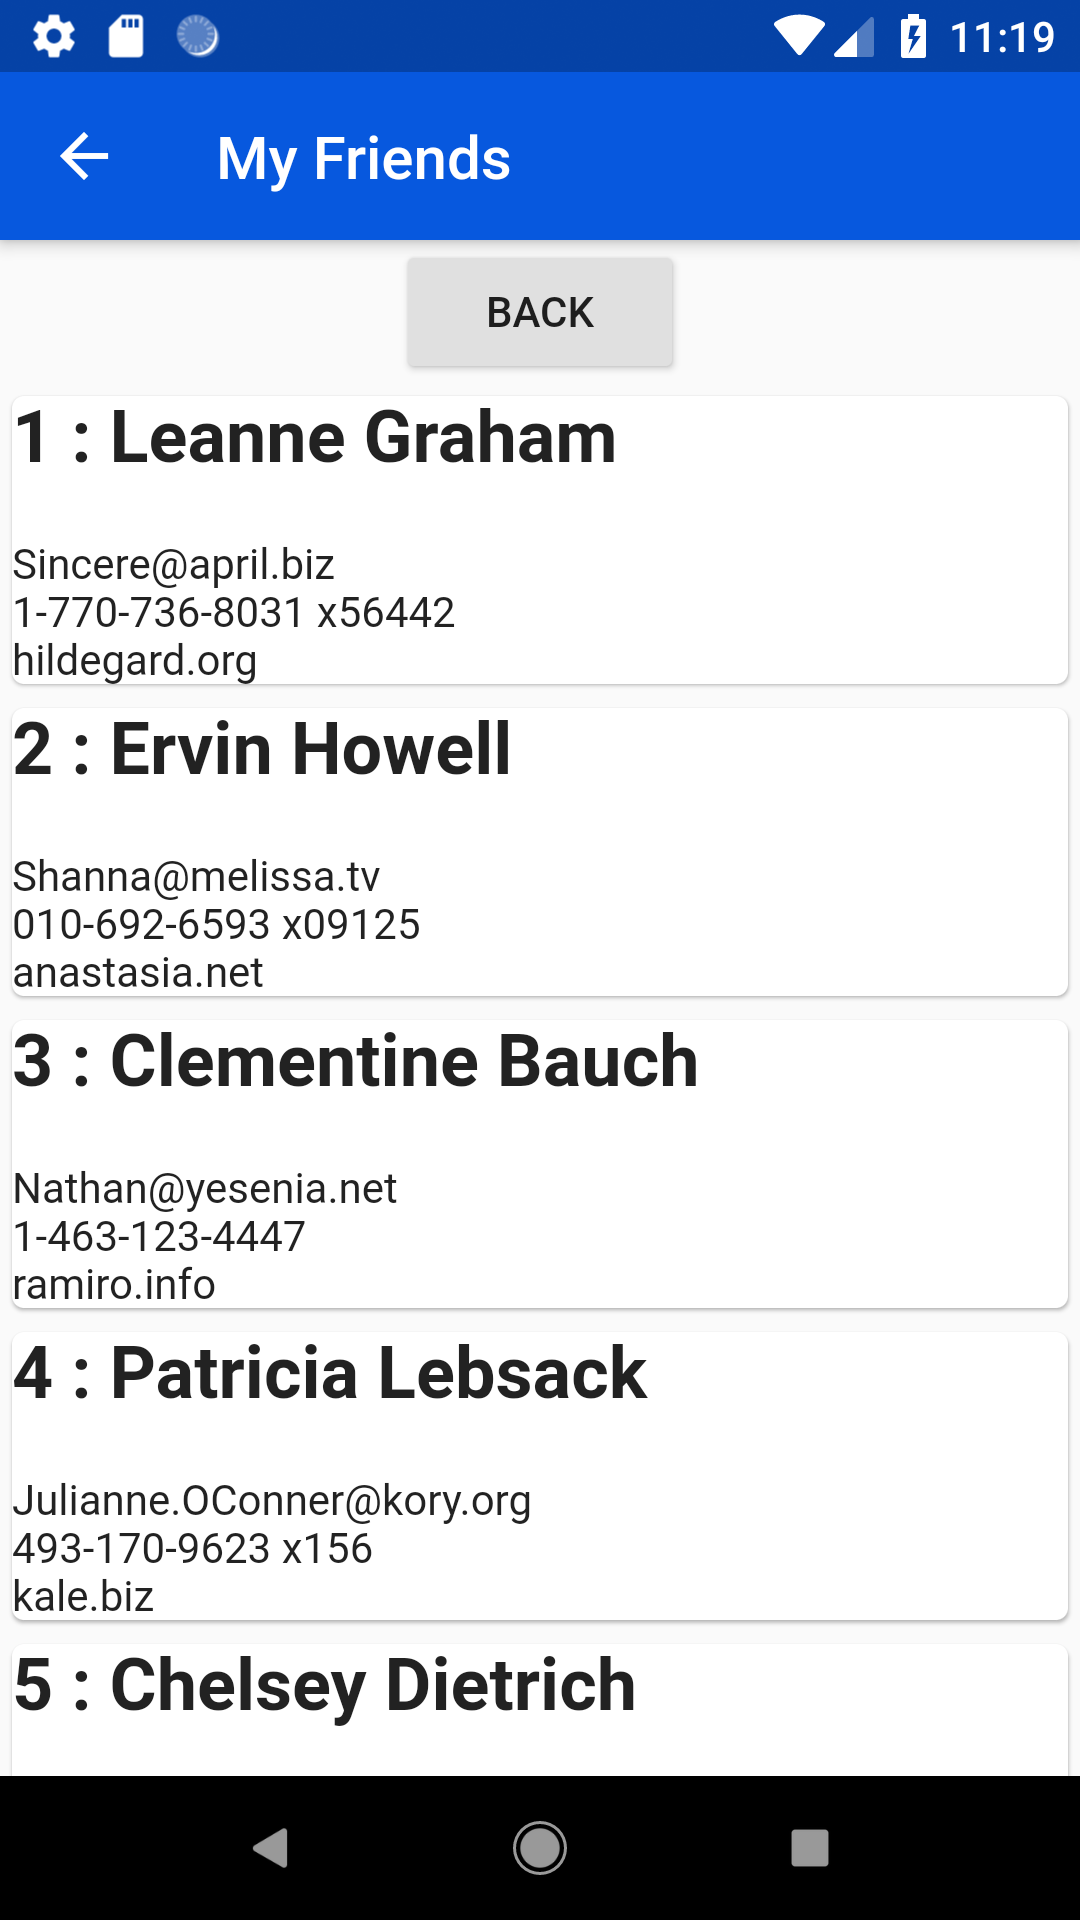 11:19
My Friends
BACK
1 : Leanne Graham
Sincere@april.biz
1-770-736-8031 x56442
hildegard.org
2 : Ervin Howell
Shanna@melissa.tv
010-692-6593 x09125
anastasia.net
3 : Clementine Bauch
Nathan@yesenia.net
1-463-123-4447
ramiro.info
4 : Patricia Lebsack
Julianne.OConner@kory.org
493-170-9623 x156
kale.biz
5 : Chelsey Dietrich